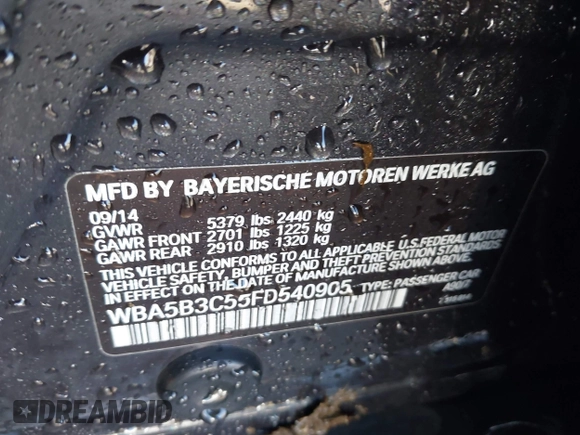 MFD BY BAYERISCHE MOTOREN WERKE AG
09/14
GVWR 5379 lbs 2440 kg
GAWR FRONT 2701 lbs 1225 kg
GAWR REAR 2910 lbs 1320 kg
THIS VEHICLE CONFORMS TO ALL APPLICABLE U.S. FEDERAL MOTOR
VEHICLE SAFETY, BUMPER AND THEFT PREVENTION STANDARDS
IN EFFECT ON THE DATE OF MANUFACTURE SHOWN ABOVE.
WBA5B3C55FD540905 TYPE: PASSENGER CAR
A90/7
DREAMBID